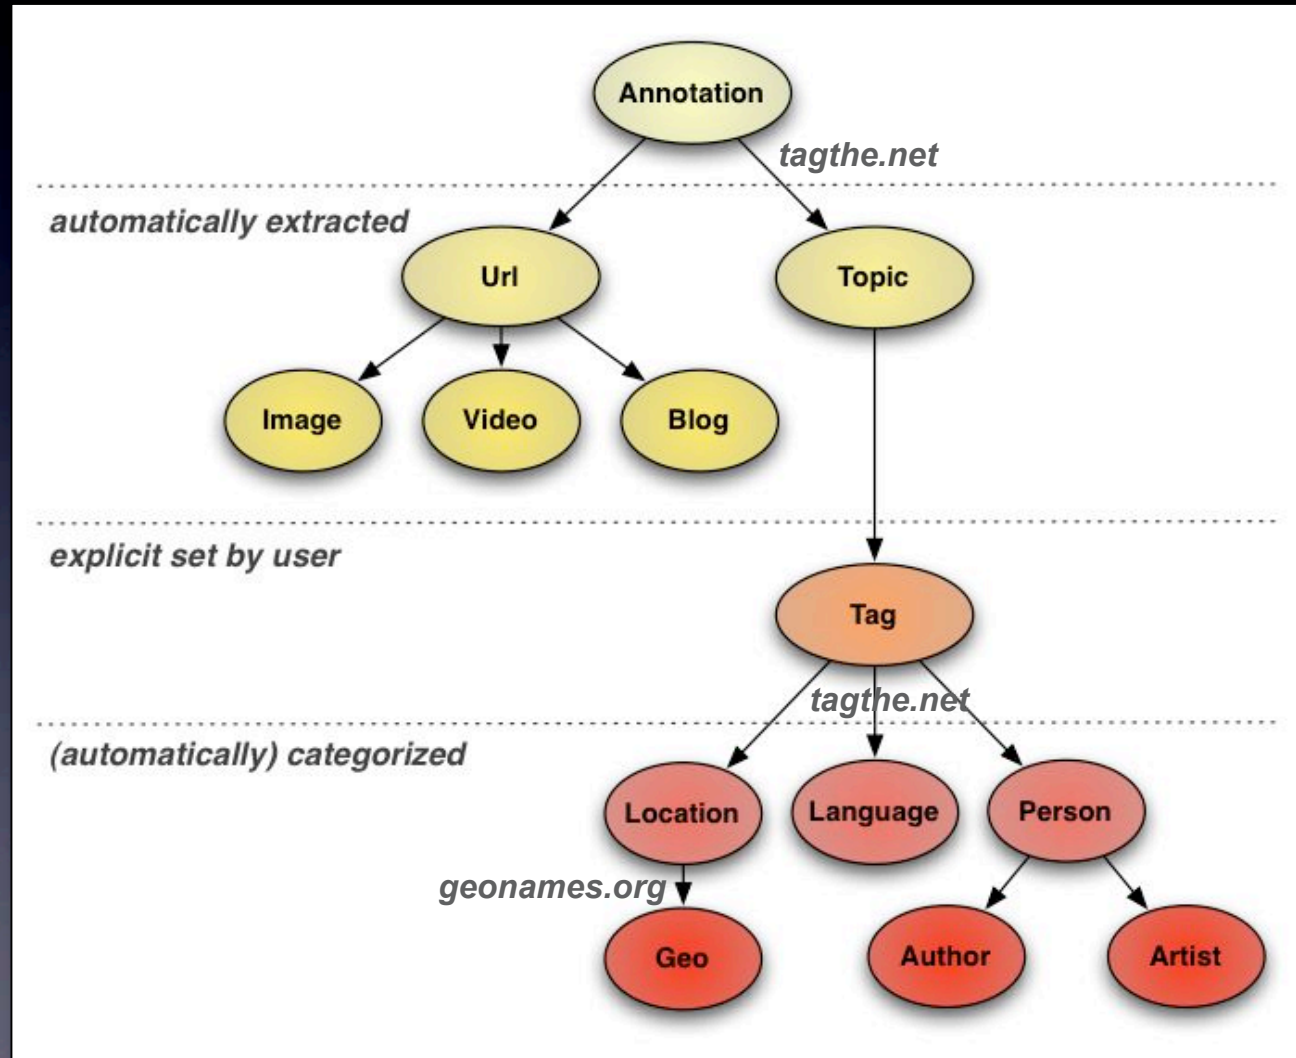 Annotation
tagthe.net
automatically extracted
Url
Topic
Image
Video
Blog
explicit set by user
Tag
tagthe.net
(automatically) categorized
Location
Language
Person
geonames.org
Geo
Author
Artist